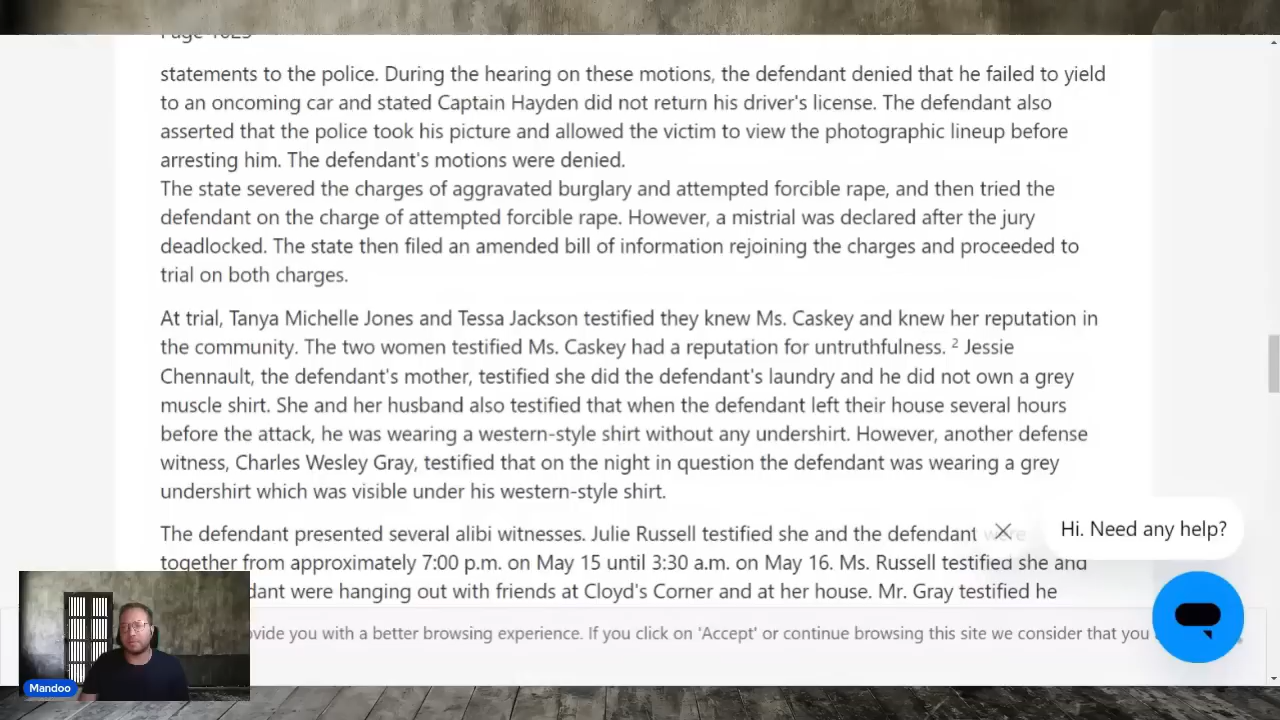 Page 1025
statements to the police. During the hearing on these motions, the defendant denied that he failed to yield
to an oncoming car and stated Captain Hayden did not return his driver's license. The defendant also
asserted that the police took his picture and allowed the victim to view the photographic lineup before
arresting him. The defendant's motions were denied.
The state severed the charges of aggravated burglary and attempted forcible rape, and then tried the
defendant on the charge of attempted forcible rape. However, a mistrial was declared after the jury
deadlocked. The state then filed an amended bill of information rejoining the charges and proceeded to
trial on both charges.
At trial, Tanya Michelle Jones and Tessa Jackson testified they knew Ms. Caskey and knew her reputation in
the community. The two women testified Ms. Caskey had a reputation for untruthfulness. 2 Jessie
Chennault, the defendant's mother, testified she did the defendant's laundry and he did not own a grey
muscle shirt. She and her husband also testified that when the defendant left their house several hours
before the attack, he was wearing a western-style shirt without any undershirt. However, another defense
witness, Charles Wesley Gray, testified that on the night in question the defendant was wearing a grey
undershirt which was visible under his western-style shirt.
The defendant presented several alibi witnesses. Julie Russell testified she and the defendant were
together from approximately 7:00 p.m. on May 15 until 3:30 a.m. on May 16. Ms. Russell testified she and
dant were hanging out with friends at Cloyd's Corner and at her house. Mr. Gray testified he
Hi. Need any help?
ovide you with a better browsing experience. If you click on 'Accept' or continue browsing this site we consider that you
Mandoo